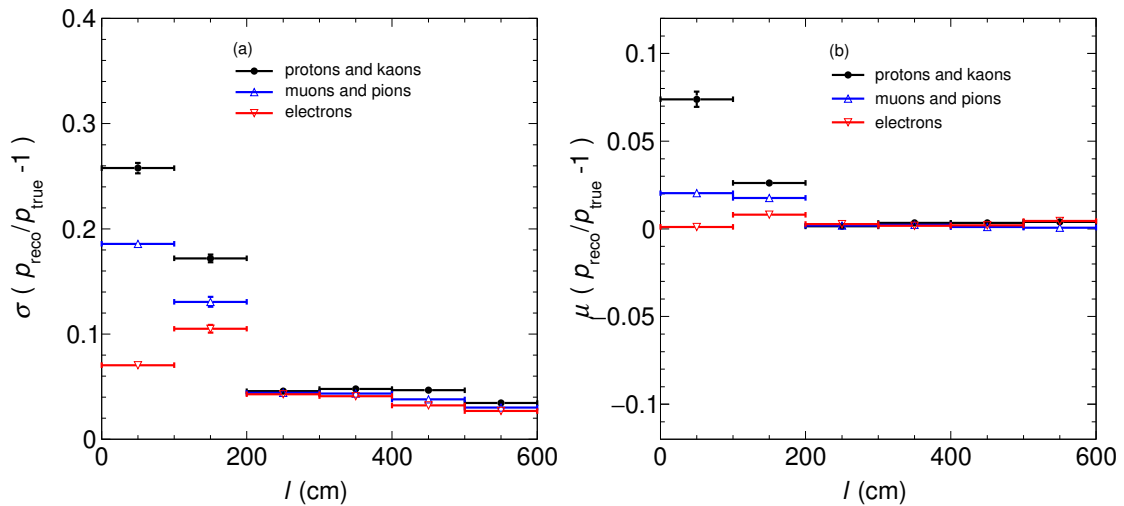 0.4
0.3
0.2
0.1
0
0 200 400 600
l (cm)
σ ( p_reco/p_true -1 )
(a)
protons and kaons
muons and pions
electrons
0.1
0.05
0
−0.05
−0.1
0 200 400 600
l (cm)
μ ( p_reco/p_true -1 )
(b)
protons and kaons
muons and pions
electrons